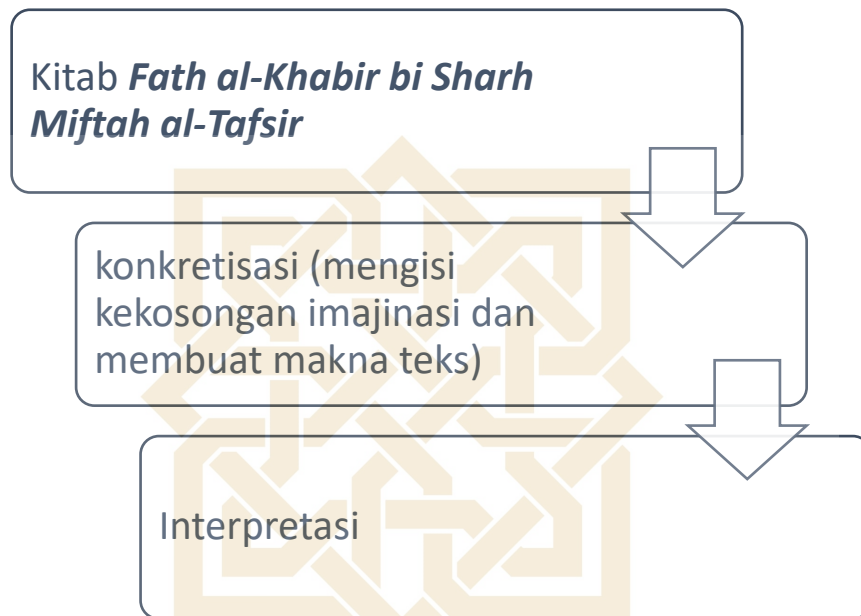 Kitab Fath al-Khabir bi Sharh
Miftah al-Tafsir
konkretisasi (mengisi
kekosongan imajinasi dan
membuat makna teks)
Interpretasi